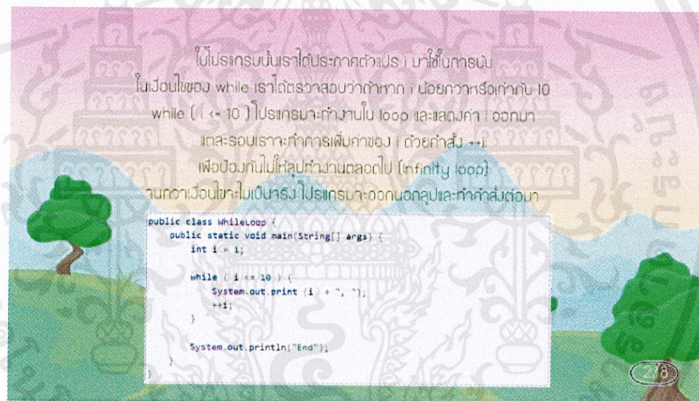 ในโปรแกรมนั้นเราได้ประกาศตัวแปร i มาใช้ในการนับ
ในเงื่อนไขของ while เราได้ตรวจสอบว่าถ้าหาก i น้อยกว่าหรือเท่ากับ 10
while ( i <= 10 ) โปรแกรมจะทำงานใน loop และแสดงค่า i ออกมา
และรอบเราจะทำการเพิ่มค่าของ i ด้วยคำสั่ง ++i
เพื่อป้องกันไม่ให้ลูปทำงานตลอดไป (infinity loop)
จนกว่าเงื่อนไขจะไม่เป็นจริง โปรแกรมจะออกนอกลูปและทำคำสั่งต่อมา
public class WhileLoop {
public static void main(String[] args) {
int i = 1;
while ( i <= 10 ) {
System.out.print (i + ", ");
++i;
}
System.out.println("End");
}
}
2/8